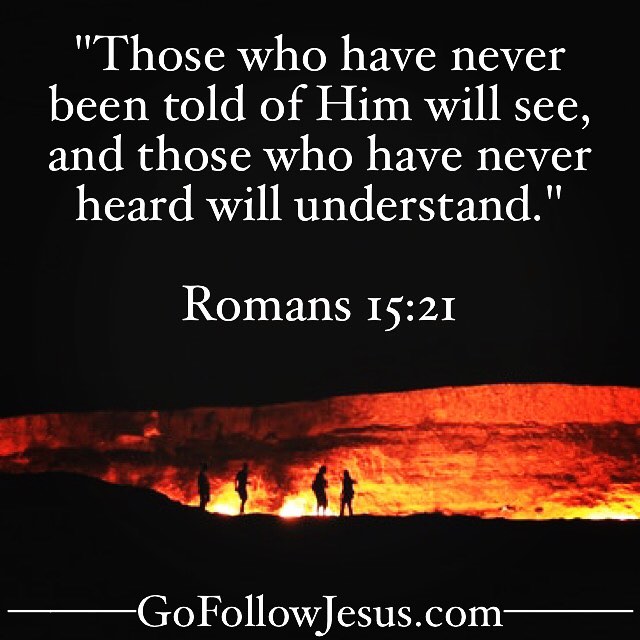 "Those who have never
been told of Him will see,
and those who have never
heard will understand."
Romans 15:21
GoFollowJesus.com